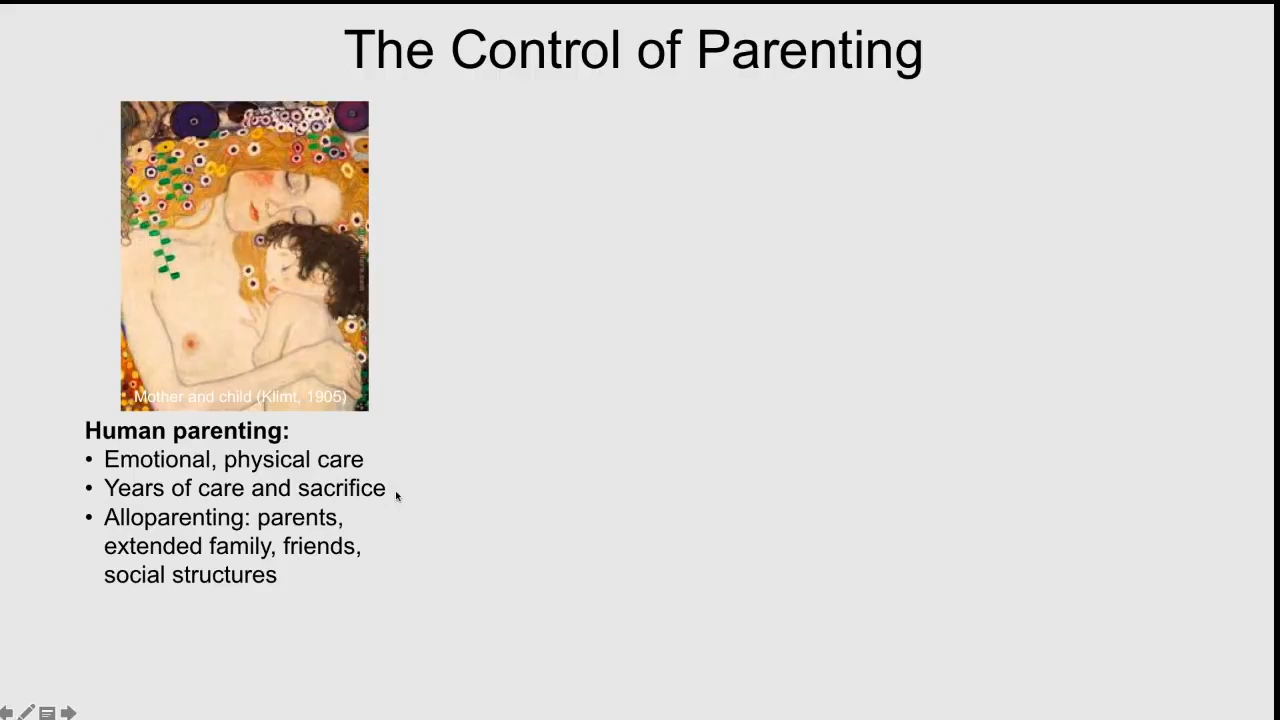 The Control of Parenting
Mother and child (Klimt, 1905)
Human parenting:
• Emotional, physical care
• Years of care and sacrifice
• Alloparenting: parents,
extended family, friends,
social structures